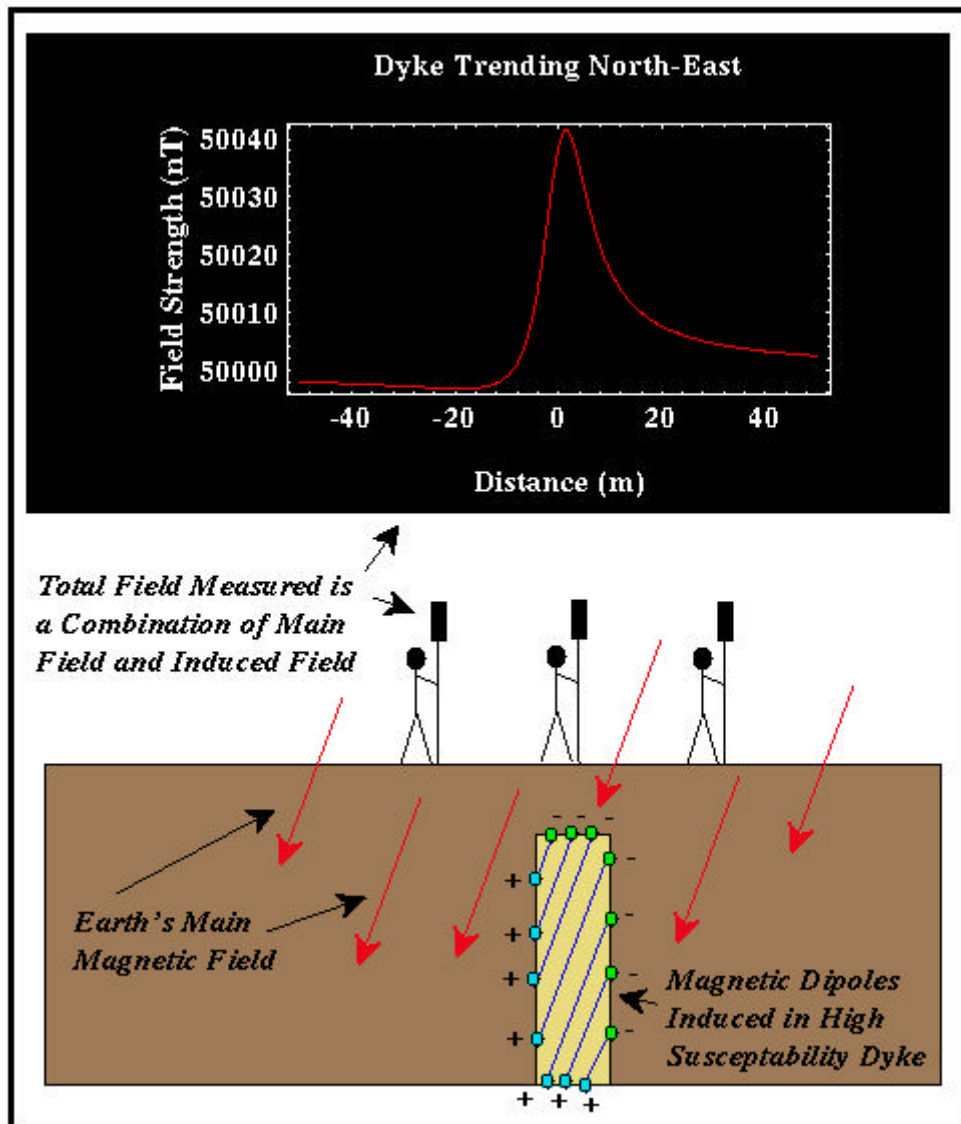 Dyke Trending North-East
Field Strength (nT)
50040
50030
50020
50010
50000
-40 -20 0 20 40
Distance (m)
Total Field Measured is
a Combination of Main
Field and Induced Field
- - -
+ -
+ -
+ -
+ -
+ + +
Earth's Main
Magnetic Field
Magnetic Dipoles
Induced in High
Susceptability Dyke